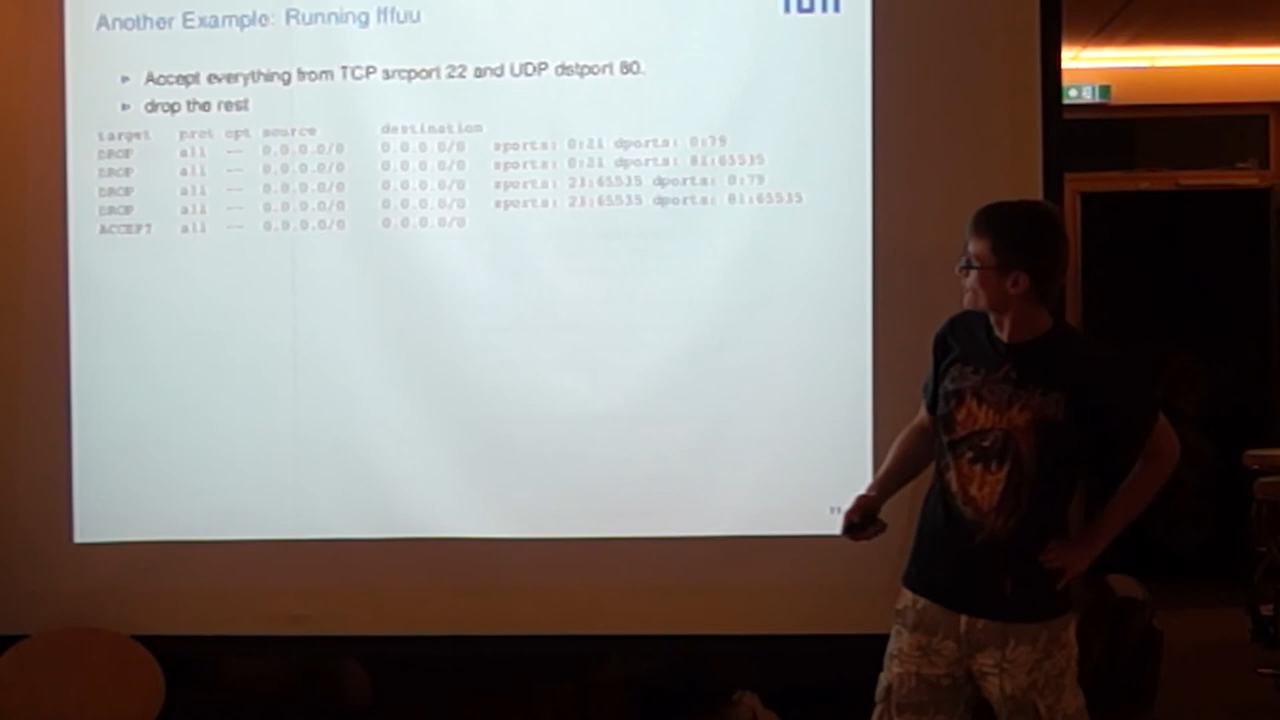 Another Example: Running Iffuu
TUM
Accept everything from TCP srcport 22 and UDP dstport 80.
drop the rest
target prot opt source destination
DROP all -- 0.0.0.0/0 0.0.0.0/0 sports: 0:21 dports: 0:79
DROP all -- 0.0.0.0/0 0.0.0.0/0 sports: 0:21 dports: 81:65535
DROP all -- 0.0.0.0/0 0.0.0.0/0 sports: 23:65535 dports: 0:79
DROP all -- 0.0.0.0/0 0.0.0.0/0 sports: 23:65535 dports: 81:65535
ACCEPT all -- 0.0.0.0/0 0.0.0.0/0